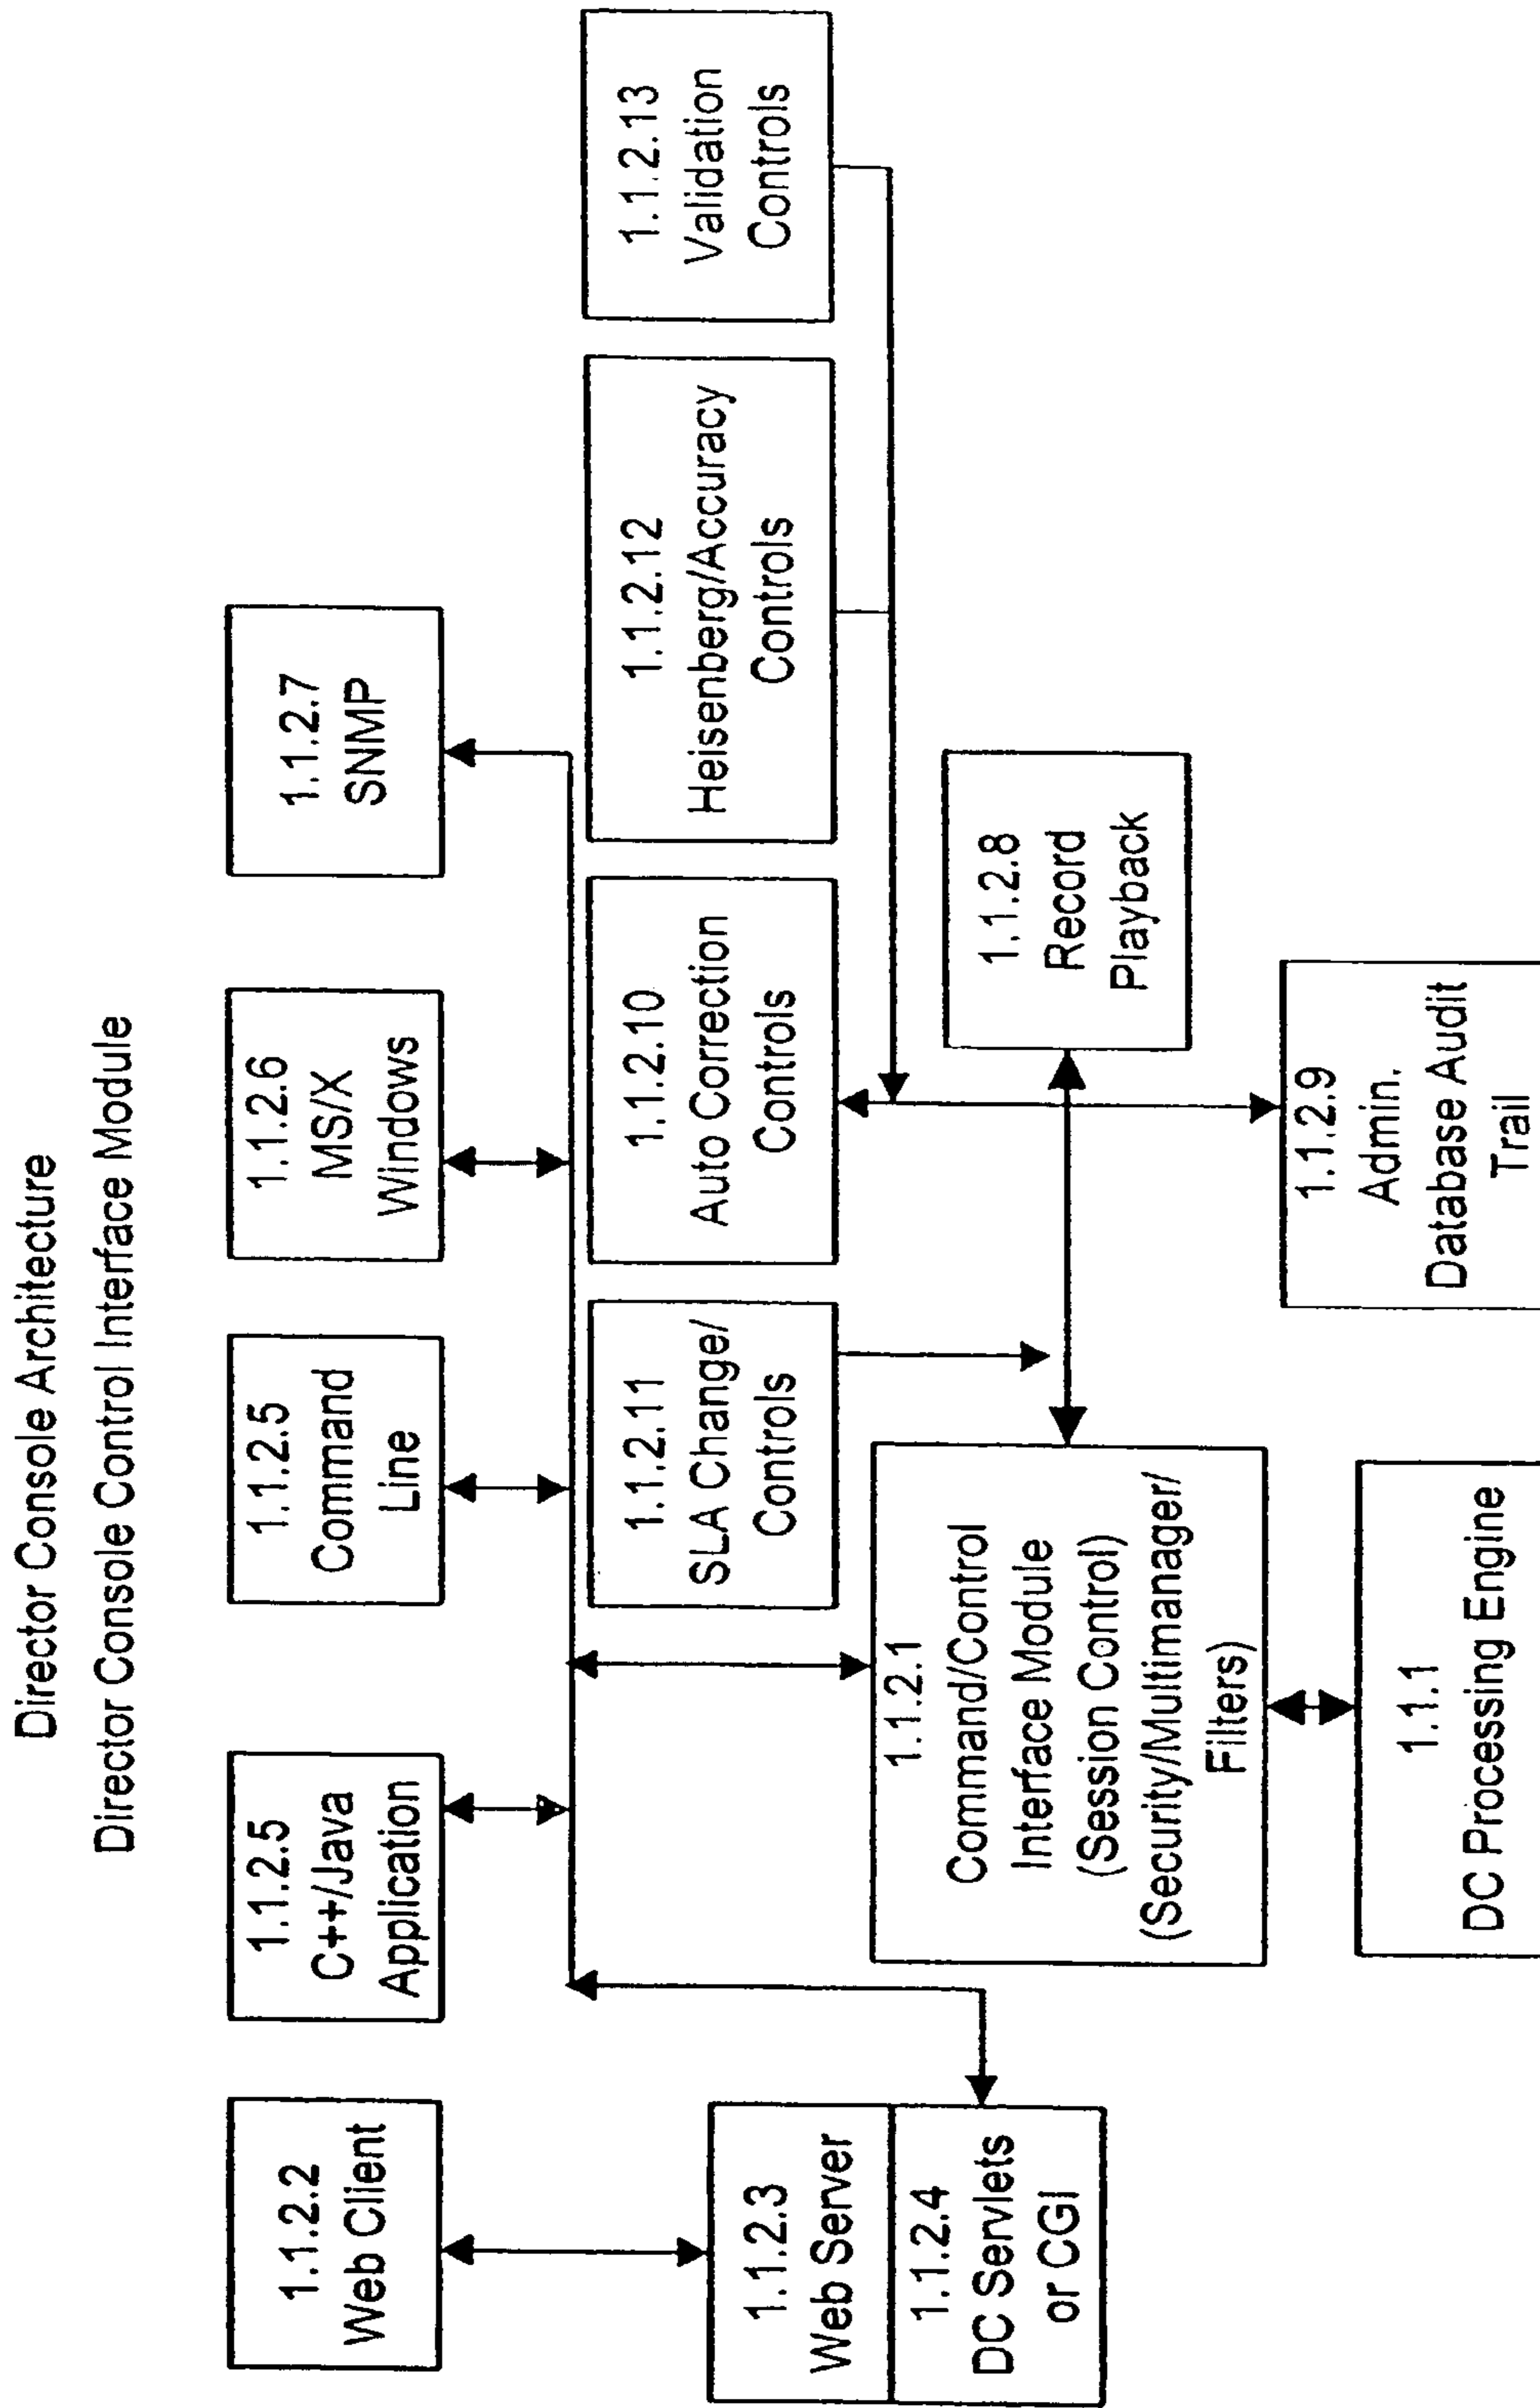 Director Console Architecture
Director Console Control Interface Module
1.1.2.2
Web Client
1.1.2.5
C++/Java
Application
1.1.2.5
Command
Line
1.1.2.6
MS/X
Windows
1.1.2.7
SNMP
1.1.2.3
Web Server
1.1.2.4
DC Servlets
or CGI
1.1.2.11
SLA Change/
Controls
1.1.2.10
Auto Correction
Controls
1.1.2.12
Heisenberg/Accuracy
Controls
1.1.2.13
Validation
Controls
1.1.2.1
Command/Control
Interface Module
(Session Control)
(Security/Multimanager/
Filters)
1.1.2.8
Record
Playback
1.1.1
DC Processing Engine
1.1.2.9
Admin.
Database Audit
Trail